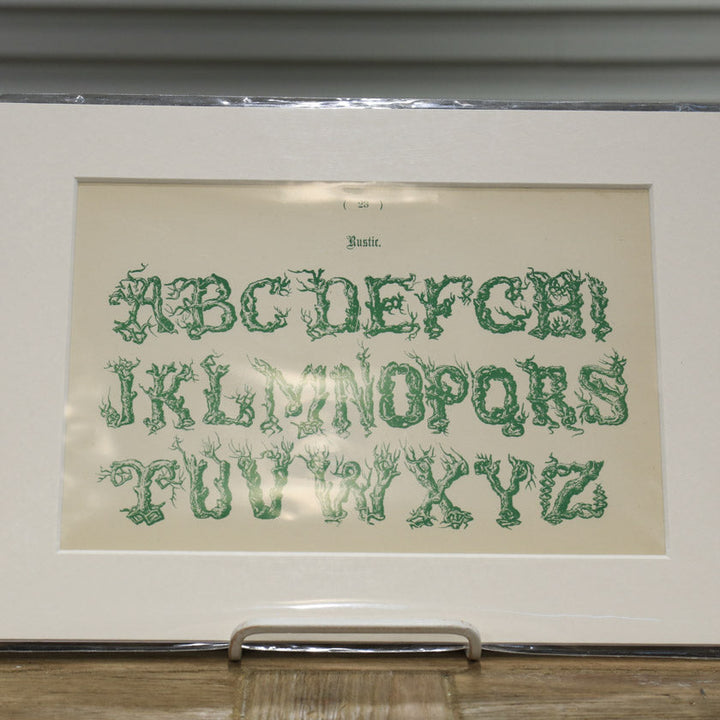 ( 23 )
Rustic.
ABCDEFGHI
JKLMNOPQRS
TUVWXYZ